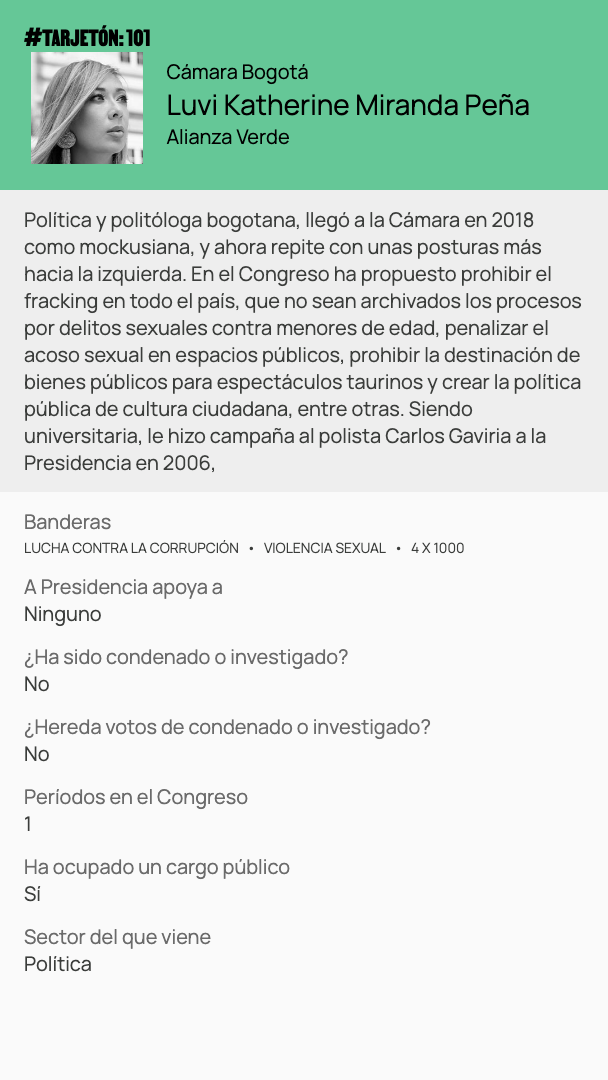 #TARJETÓN: 101
Cámara Bogotá
Luvi Katherine Miranda Peña
Alianza Verde
Política y politóloga bogotana, llegó a la Cámara en 2018
como mockusiana, y ahora repite con unas posturas más
hacia la izquierda. En el Congreso ha propuesto prohibir el
fracking en todo el país, que no sean archivados los procesos
por delitos sexuales contra menores de edad, penalizar el
acoso sexual en espacios públicos, prohibir la destinación de
bienes públicos para espectáculos taurinos y crear la política
pública de cultura ciudadana, entre otras. Siendo
universitaria, le hizo campaña al polista Carlos Gaviria a la
Presidencia en 2006,
Banderas
LUCHA CONTRA LA CORRUPCIÓN • VIOLENCIA SEXUAL • 4 X 1000
A Presidencia apoya a
Ninguno
¿Ha sido condenado o investigado?
No
¿Hereda votos de condenado o investigado?
No
Períodos en el Congreso
1
Ha ocupado un cargo público
Sí
Sector del que viene
Política